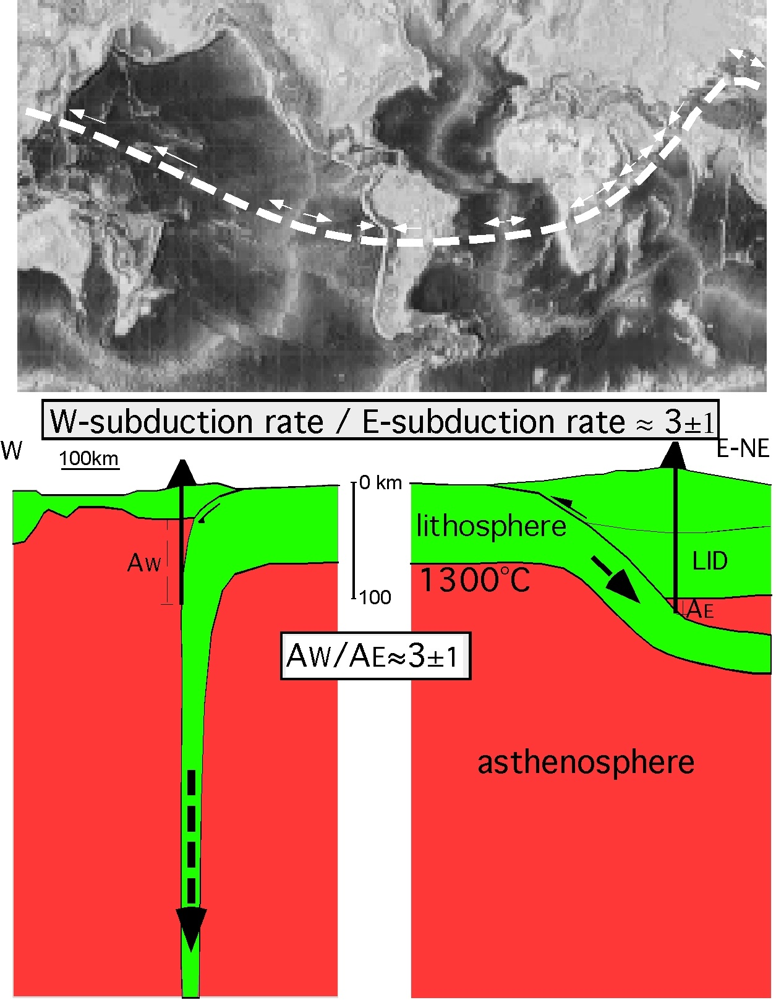 W-subduction rate / E-subduction rate ≈ 3±1
W
E-NE
100km
0 km
lithosphere
AW
LID
1300°C
100
AE
AW/AE≈3±1
asthenosphere